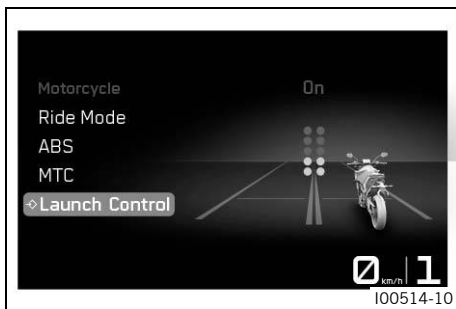 Motorcycle
On
Ride Mode
ABS
MTC
Launch Control
0 km/h 1
I00514-10